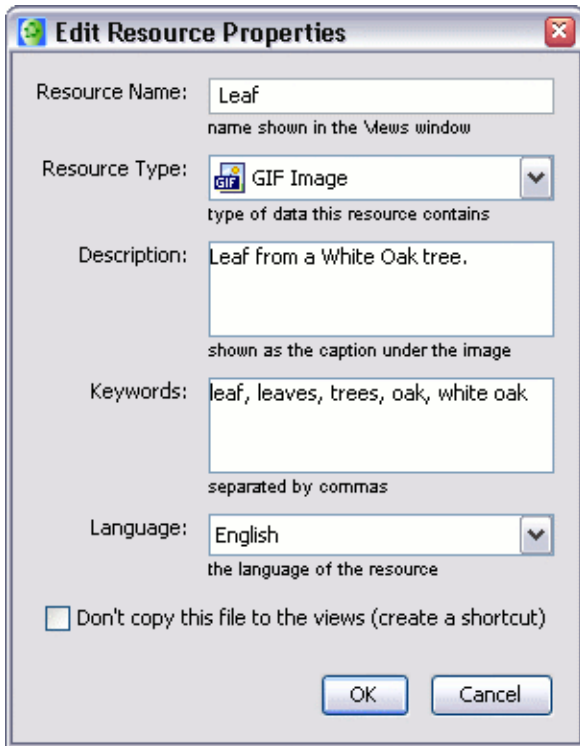 Edit Resource Properties
Resource Name: Leaf
name shown in the Views window
Resource Type: GIF GIF Image
type of data this resource contains
Description: Leaf from a White Oak tree.
shown as the caption under the image
Keywords: leaf, leaves, trees, oak, white oak
separated by commas
Language: English
the language of the resource
Don't copy this file to the views (create a shortcut)
OK Cancel